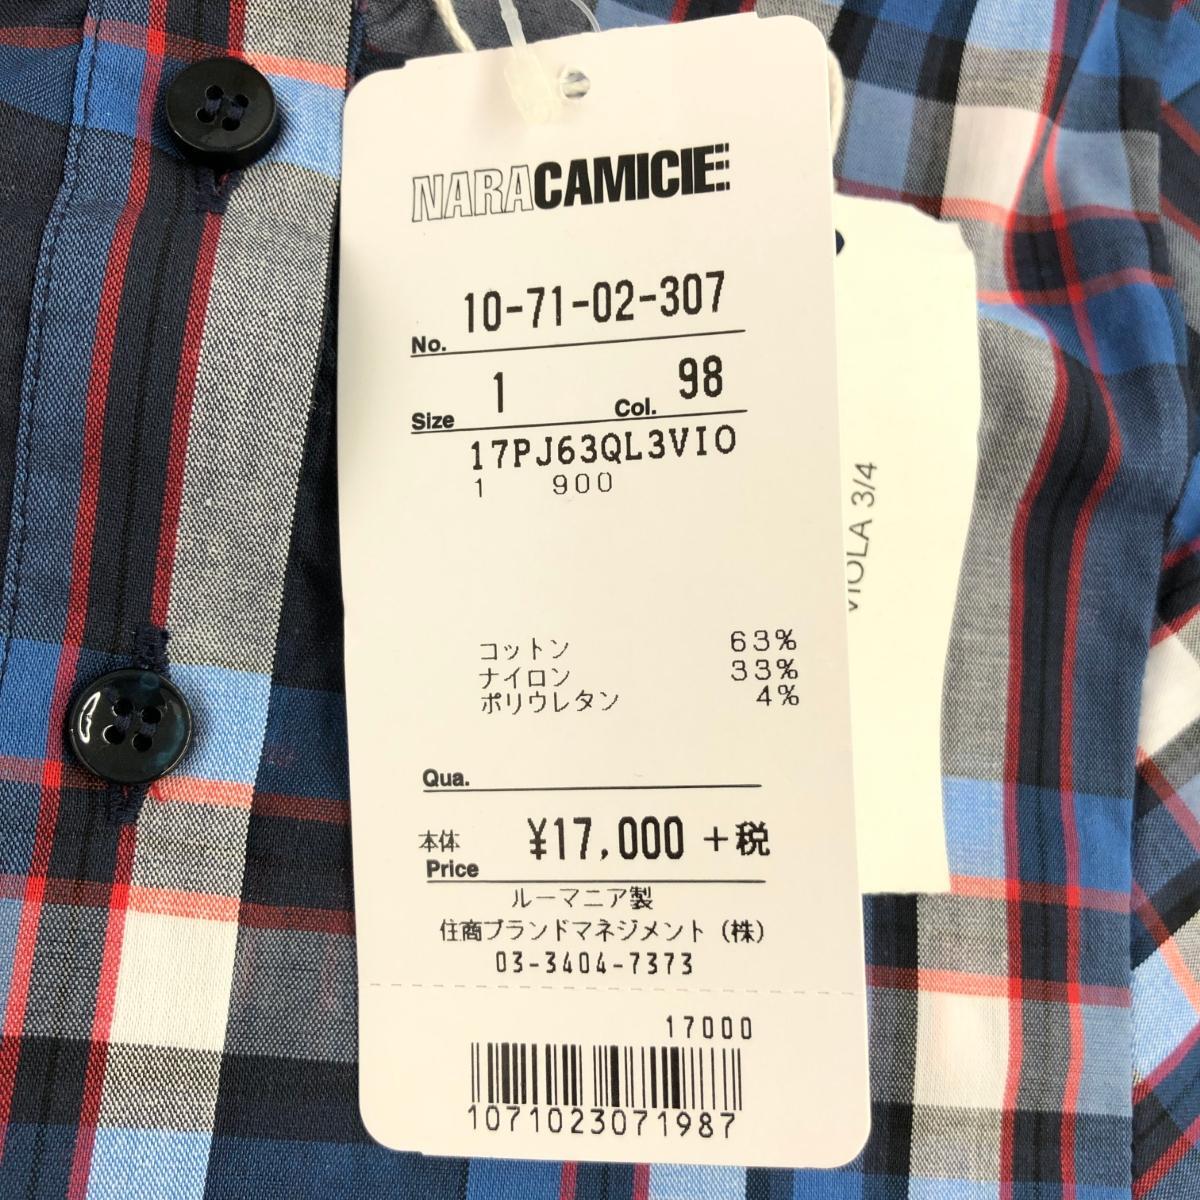 NARACAMICIE
No. 10-71-02-307
Size 1 Col. 98
17PJ63QL3VIO
1 900
コットン 63%
ナイロン 33%
ポリウレタン 4%
Qua.
本体 Price ¥17,000 +税
ルーマニア製
住商ブランドマネジメント（株）
03-3404-7373
17000
1071023071987
VIOLA 3/4